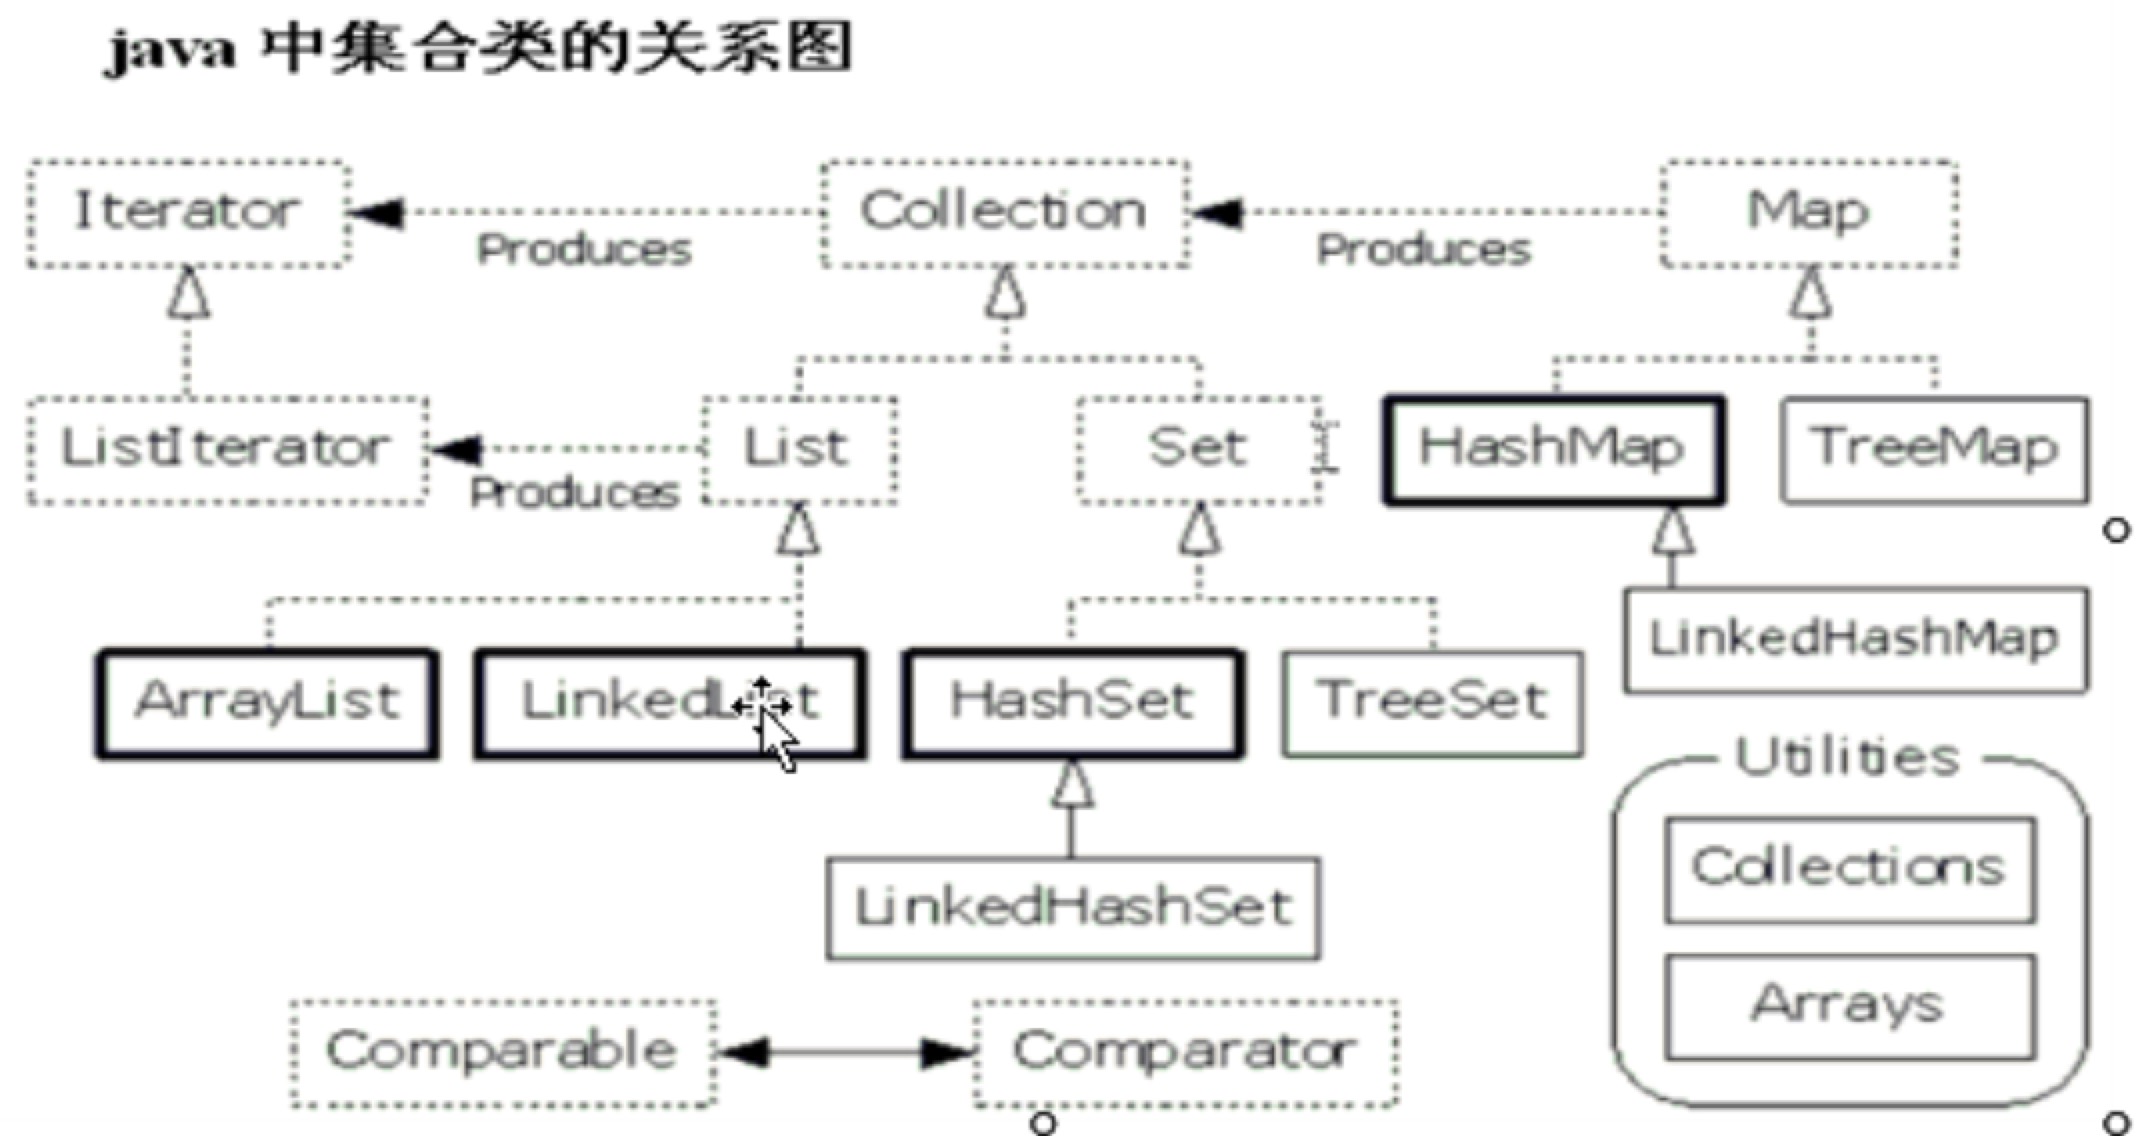 java 中集合类的关系图
Iterator
Produces
Collection
Produces
Map
ListIterator
Produces
List
Set
HashMap
TreeMap
LinkedHashMap
ArrayList
LinkedList
HashSet
TreeSet
LinkedHashSet
Utilities
Collections
Arrays
Comparable
Comparator